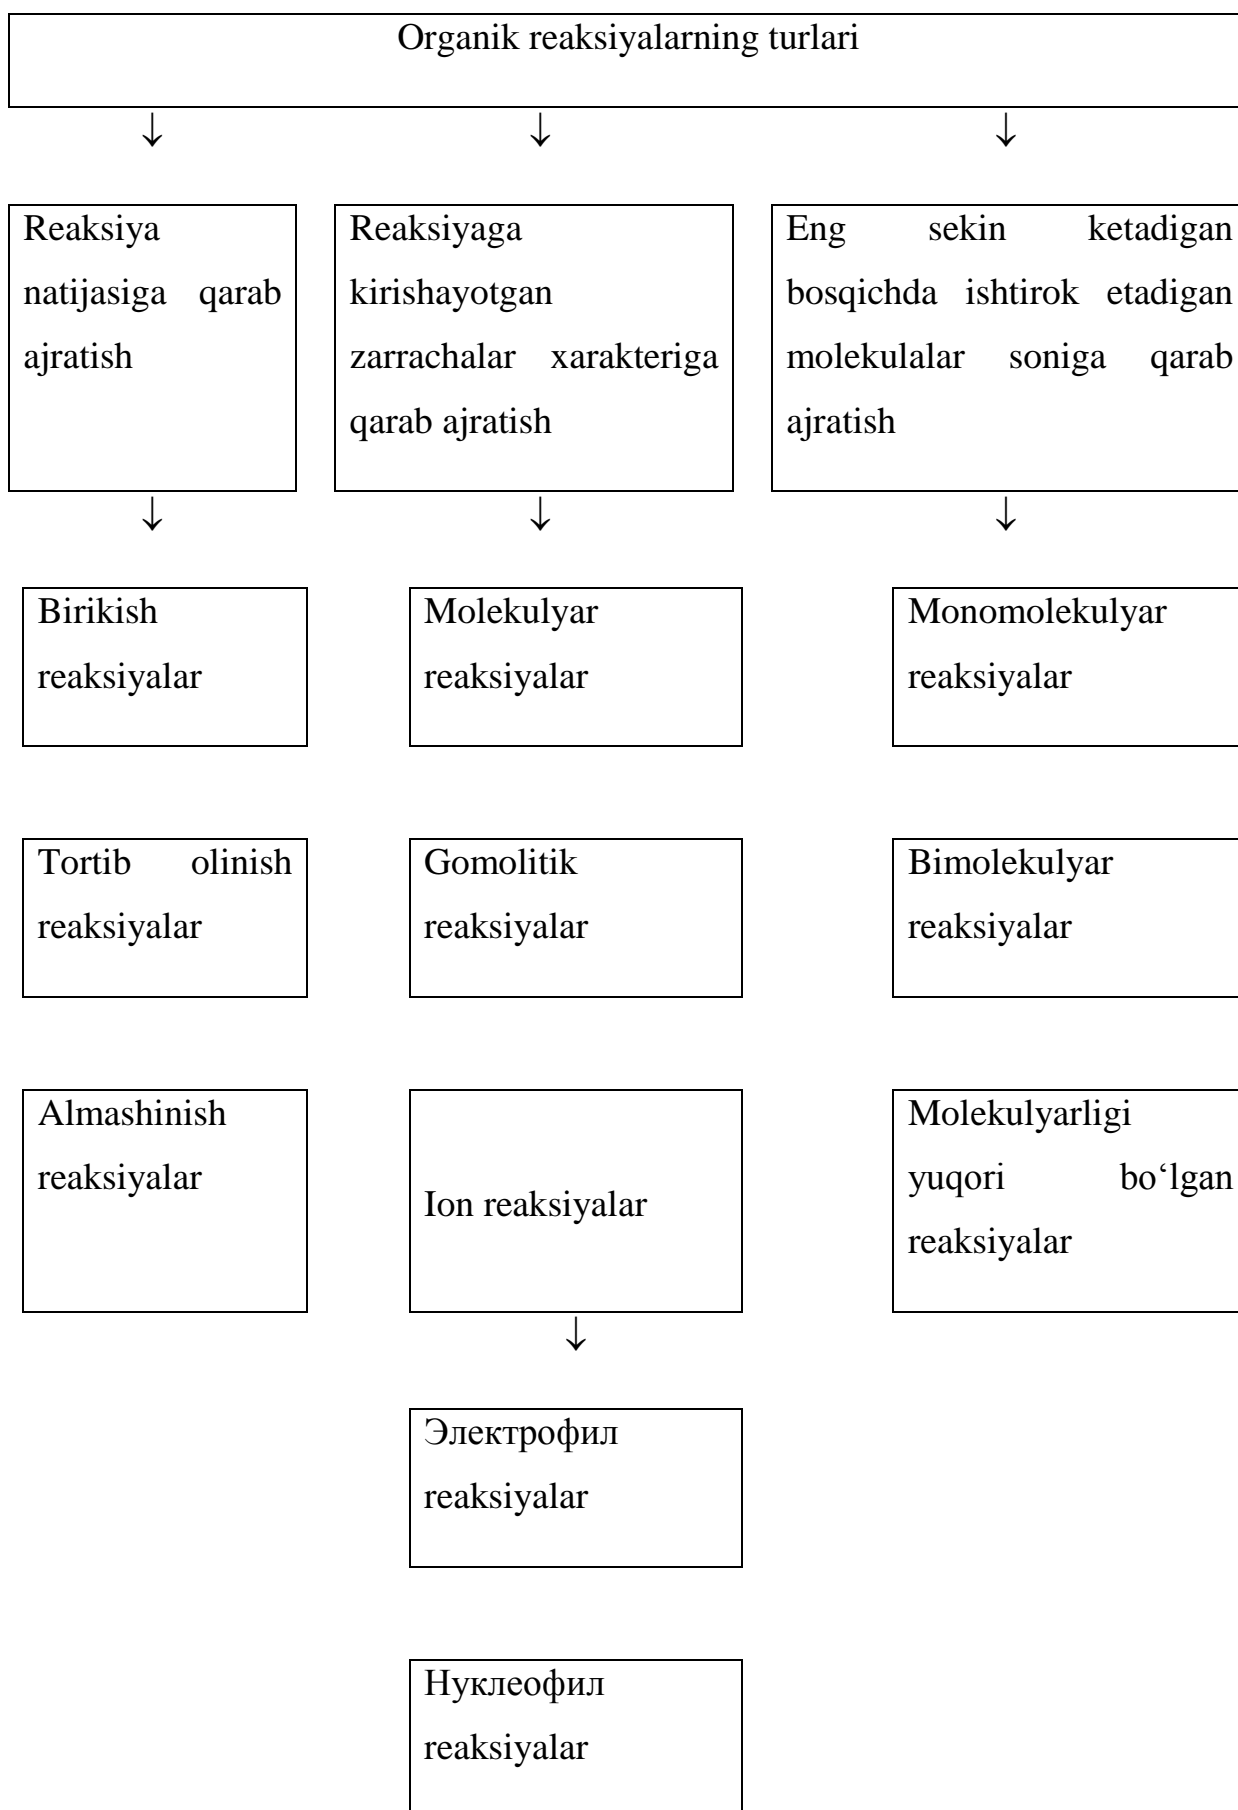 Organik reaksiyalarning turlari
↓ ↓ ↓
Reaksiya
natijasiga qarab
ajratish
Reaksiyaga
kirishayotgan
zarrachalar xarakteriga
qarab ajratish
Eng sekin ketadigan
bosqichda ishtirok etadigan
molekulalar soniga qarab
ajratish
↓ ↓ ↓
Birikish
reaksiyalar
Molekulyar
reaksiyalar
Monomolekulyar
reaksiyalar
Tortib olinish
reaksiyalar
Gomolitik
reaksiyalar
Bimolekulyar
reaksiyalar
Almashinish
reaksiyalar
Ion reaksiyalar
Molekulyarligi
yuqori bo‘lgan
reaksiyalar
↓
Электрофил
reaksiyalar
Нуклеофил
reaksiyalar